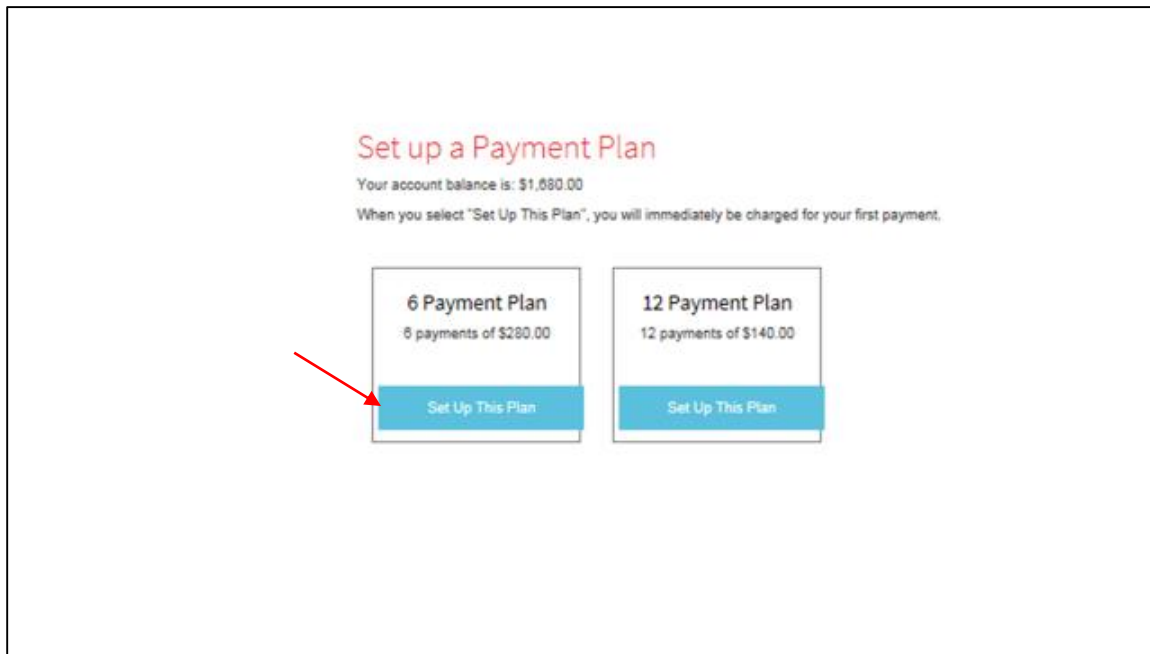 Set up a Payment Plan
Your account balance is: $1,680.00
When you select "Set Up This Plan", you will immediately be charged for your first payment.
6 Payment Plan
6 payments of $280.00
Set Up This Plan
12 Payment Plan
12 payments of $140.00
Set Up This Plan